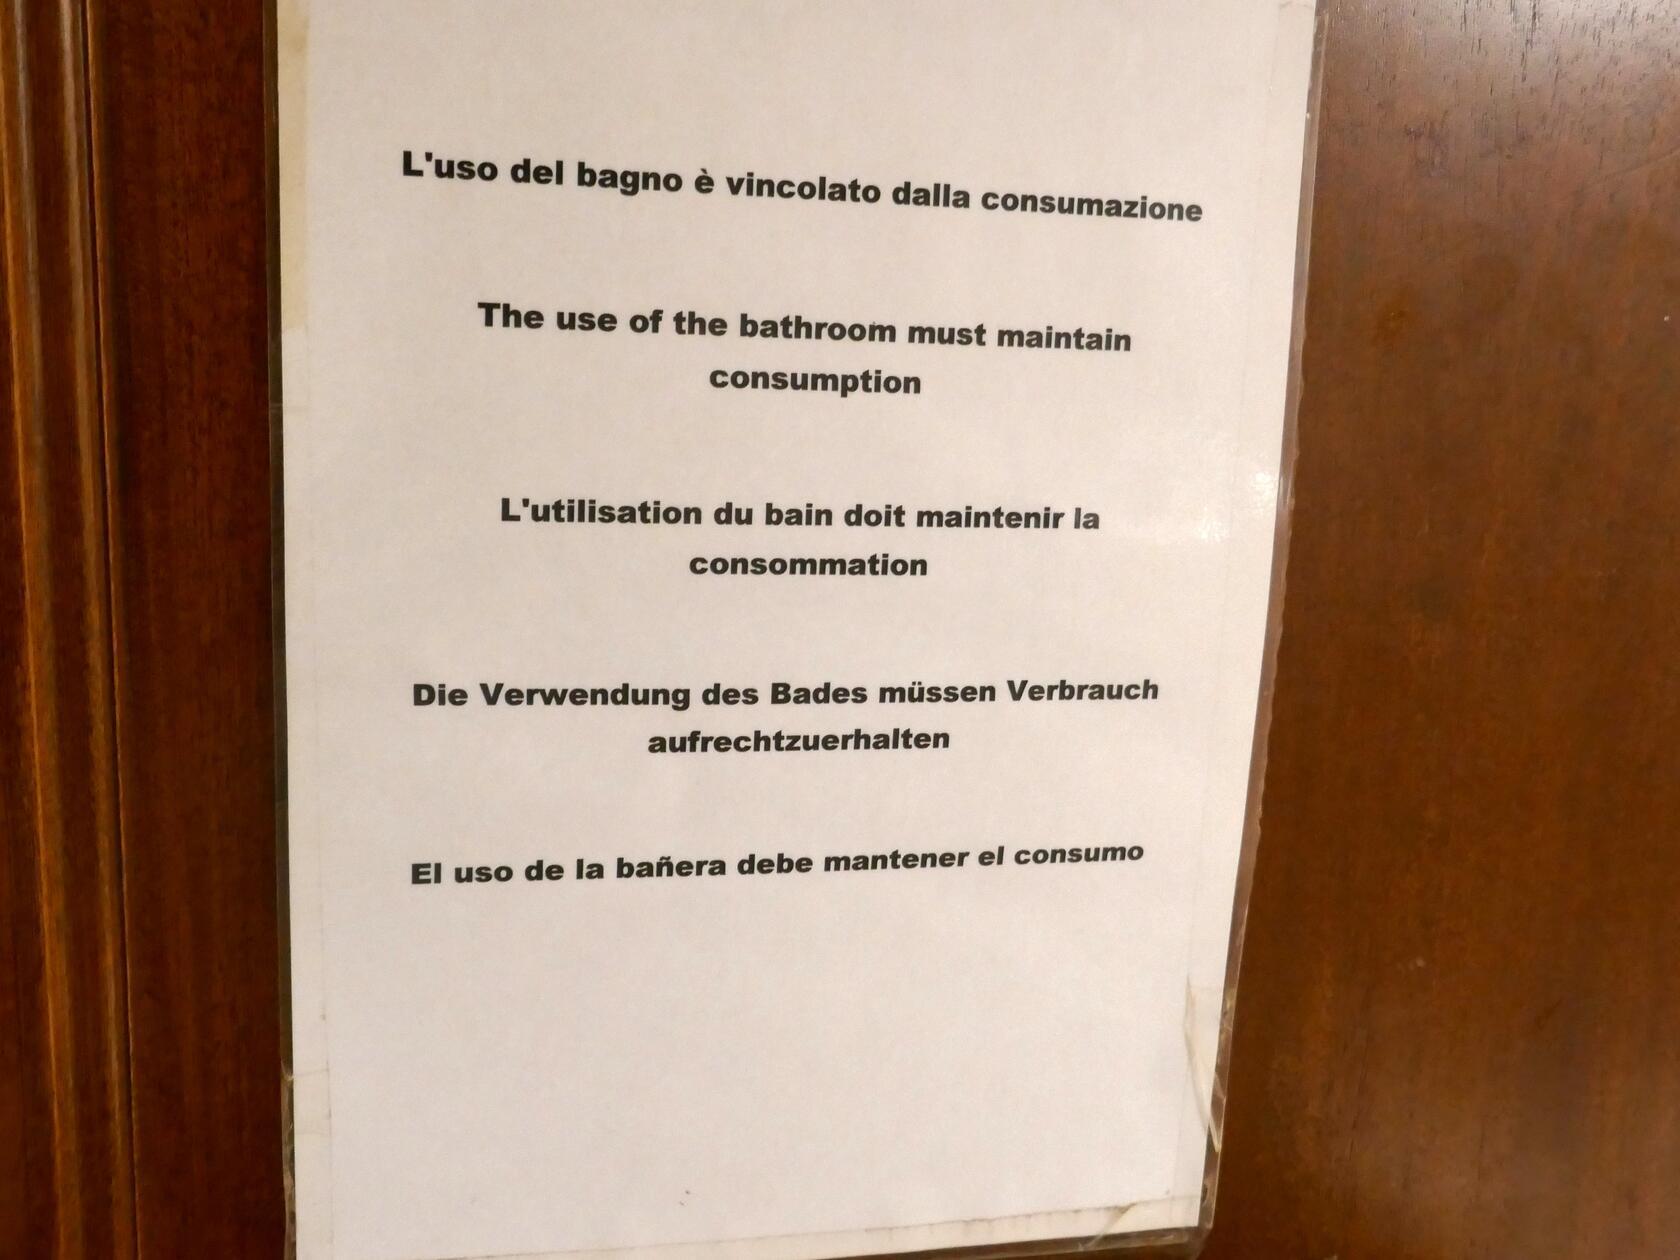 L'uso del bagno è vincolato dalla consumazione
The use of the bathroom must maintain
consumption
L'utilisation du bain doit maintenir la
consommation
Die Verwendung des Bades müssen Verbrauch
aufrechtzuerhalten
El uso de la bañera debe mantener el consumo